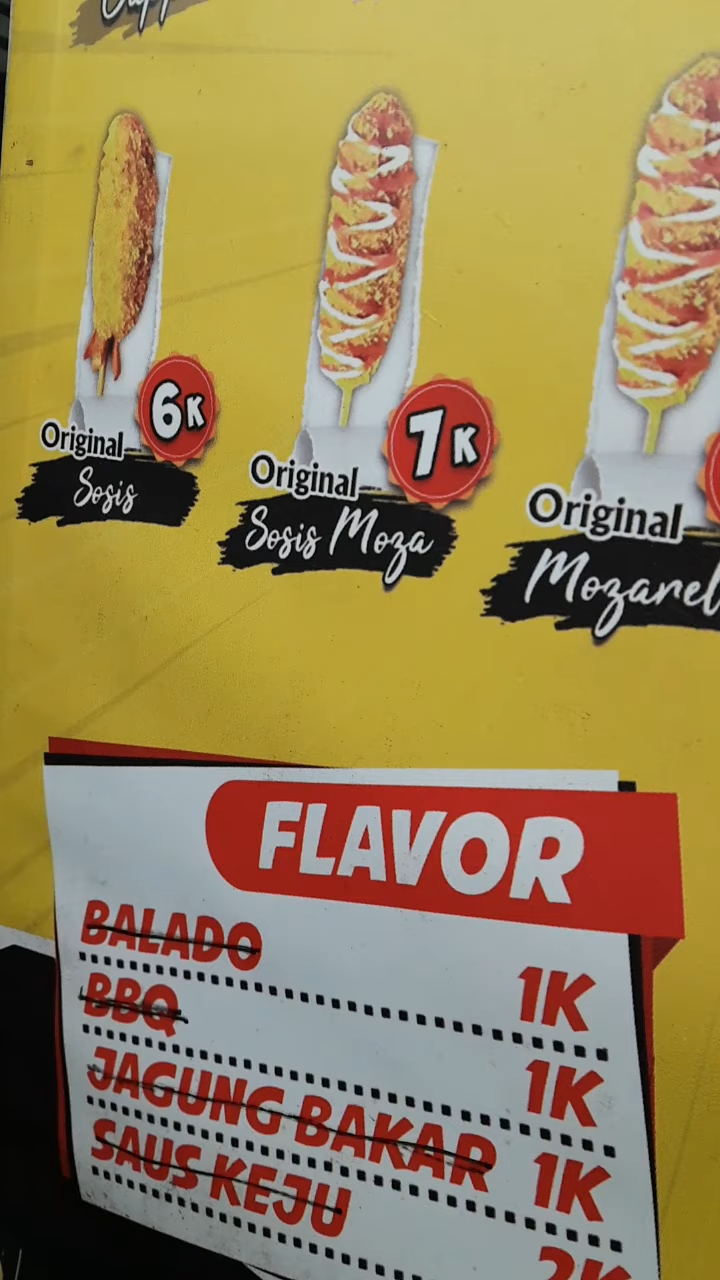 6K
Original
Sosis
7K
Original
Sosis Moza
Original
Mozarel
FLAVOR
BALADO 1K
BBQ 1K
JAGUNG BAKAR 1K
SAUS KEJU 2K